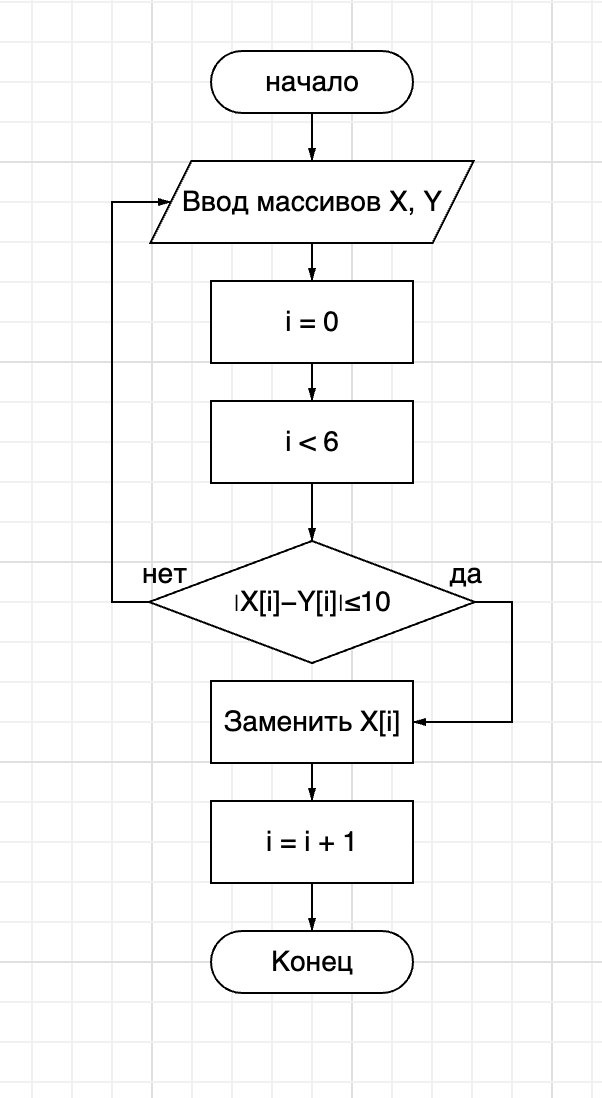 начало
Ввод массивов X, Y
i = 0
i < 6
нет
да
|X[i]−Y[i]|≤10
Заменить X[i]
i = i + 1
Конец